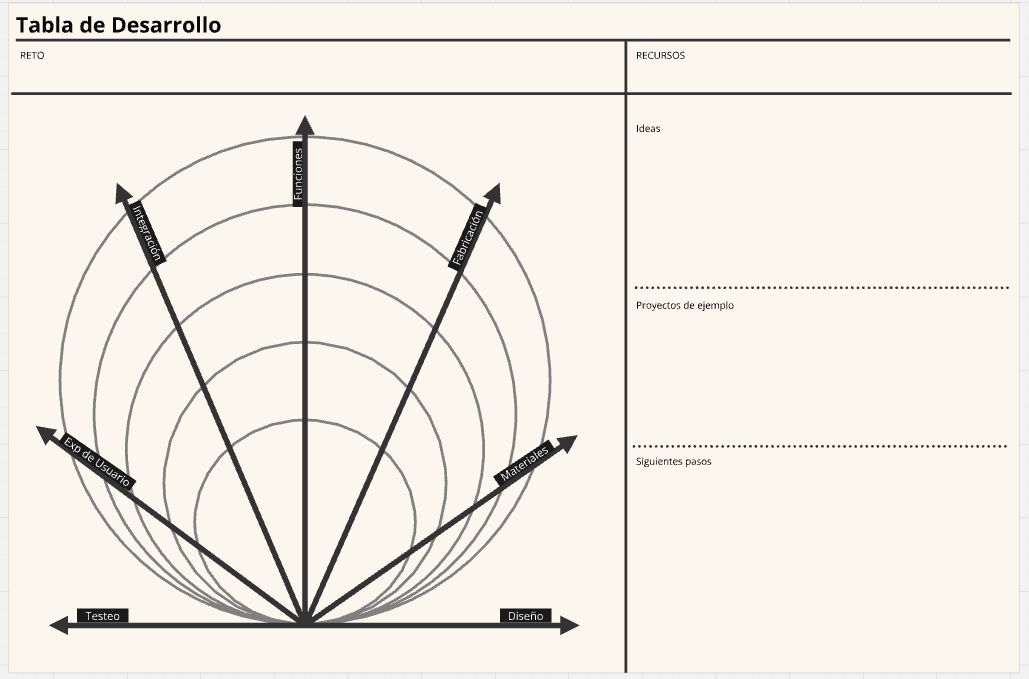 Tabla de Desarrollo
RETO
RECURSOS
Ideas
Funciones
Integración
Fabricación
Proyectos de ejemplo
Exp de Usuario
Materiales
Siguientes pasos
Testeo
Diseño